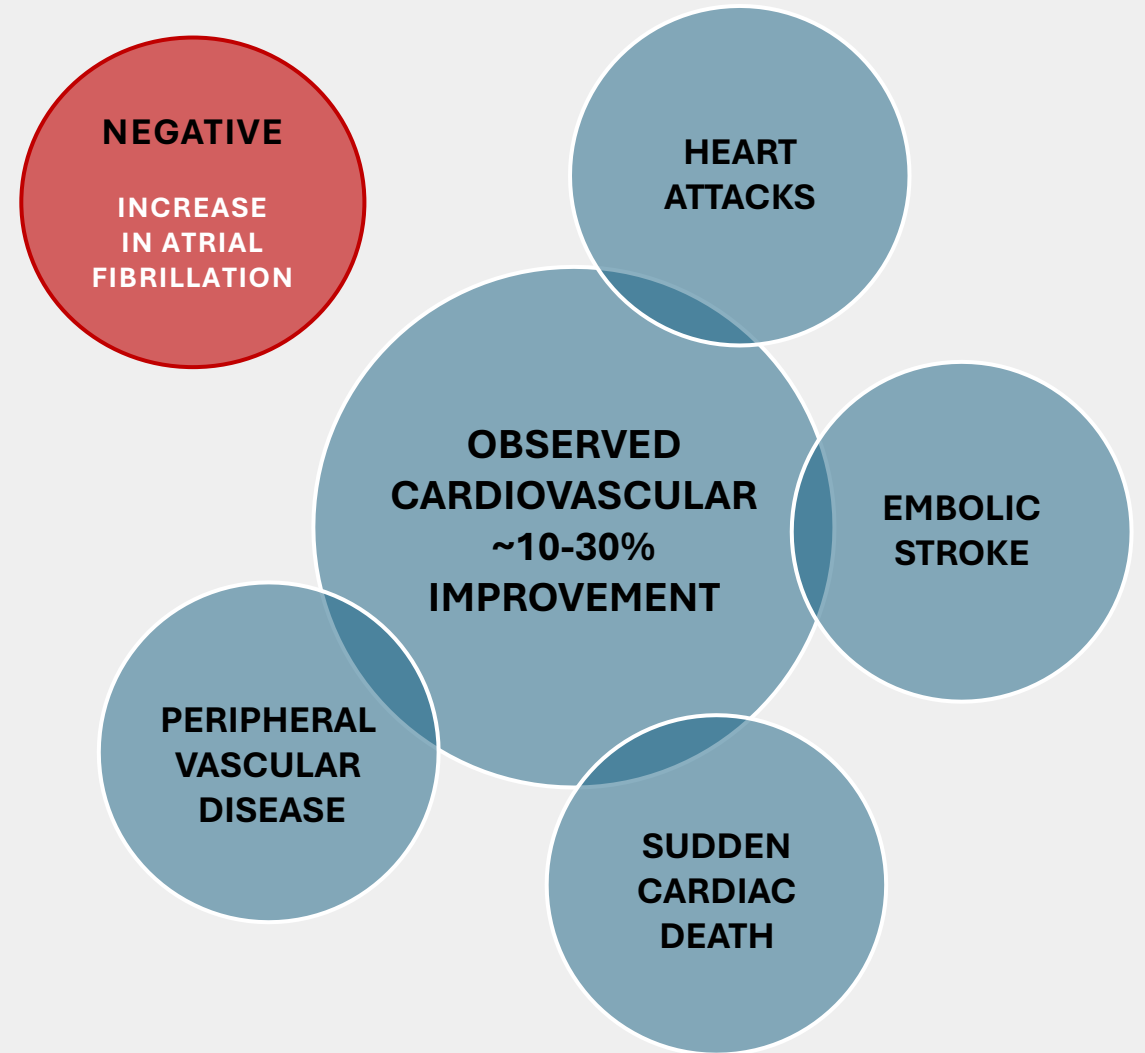 NEGATIVE
INCREASE
IN ATRIAL
FIBRILLATION
HEART
ATTACKS
OBSERVED
CARDIOVASCULAR
~10-30%
IMPROVEMENT
EMBOLIC
STROKE
PERIPHERAL
VASCULAR
DISEASE
SUDDEN
CARDIAC
DEATH